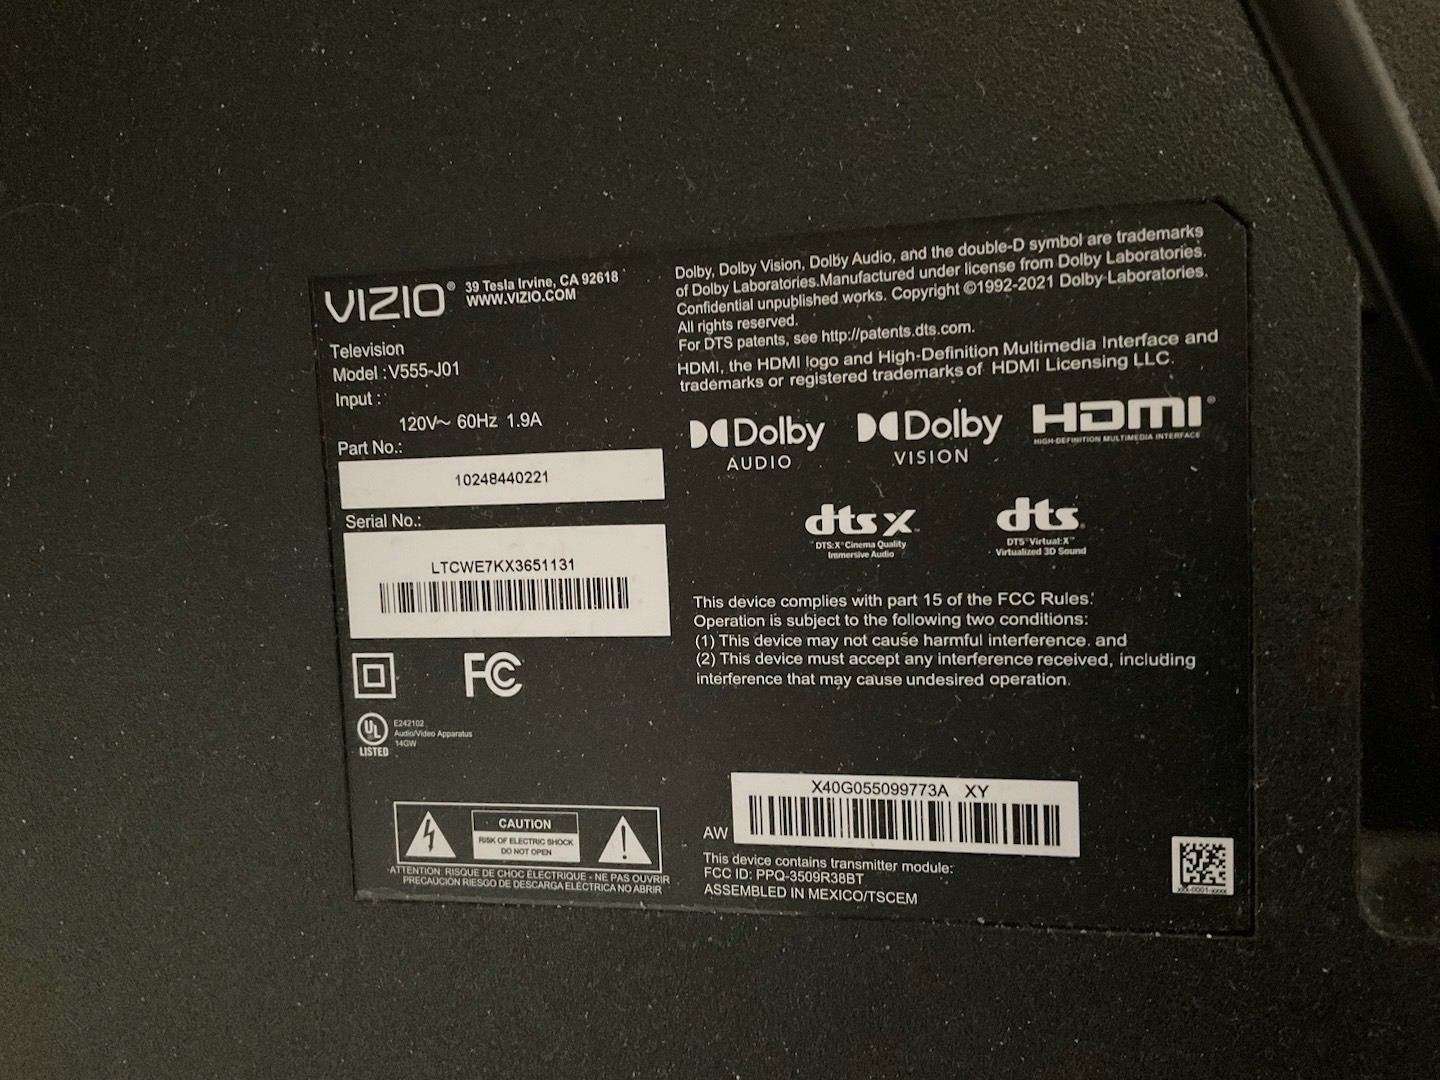 VIZIO® 39 Tesla Irvine, CA 92618
WWW.VIZIO.COM
Television
Model : V555-J01
Input :
120V~ 60Hz 1.9A
Part No.:
10248440221
Serial No.:
LTCWE7KX3651131
FC
UL
LISTED
E242102
Audio/Video Apparatus
14GW
CAUTION
RISK OF ELECTRIC SHOCK
DO NOT OPEN
ATTENTION: RISQUE DE CHOC ÉLECTRIQUE - NE PAS OUVRIR
PRECAUCIÓN RIESGO DE DESCARGA ELÉCTRICA NO ABRIR
Dolby, Dolby Vision, Dolby Audio, and the double-D symbol are trademarks
of Dolby Laboratories.Manufactured under license from Dolby Laboratories.
Confidential unpublished works. Copyright ©1992-2021 Dolby Laboratories.
All rights reserved.
For DTS patents, see http://patents.dts.com.
HDMI, the HDMI logo and High-Definition Multimedia Interface and
trademarks or registered trademarks of HDMI Licensing LLC.
Dolby
AUDIO
Dolby
VISION
HDMI®
HIGH-DEFINITION MULTIMEDIA INTERFACE
dts X
DTS:X™ Cinema Quality
Immersive Audio
dts
DTS® Virtual:X™
Virtualized 3D Sound
This device complies with part 15 of the FCC Rules.
Operation is subject to the following two conditions:
(1) This device may not cause harmful interference. and
(2) This device must accept any interference received, including
interference that may cause undesired operation.
X40G055099773A XY
AW
This device contains transmitter module:
FCC ID: PPQ-3509R38BT
ASSEMBLED IN MEXICO/TSCEM